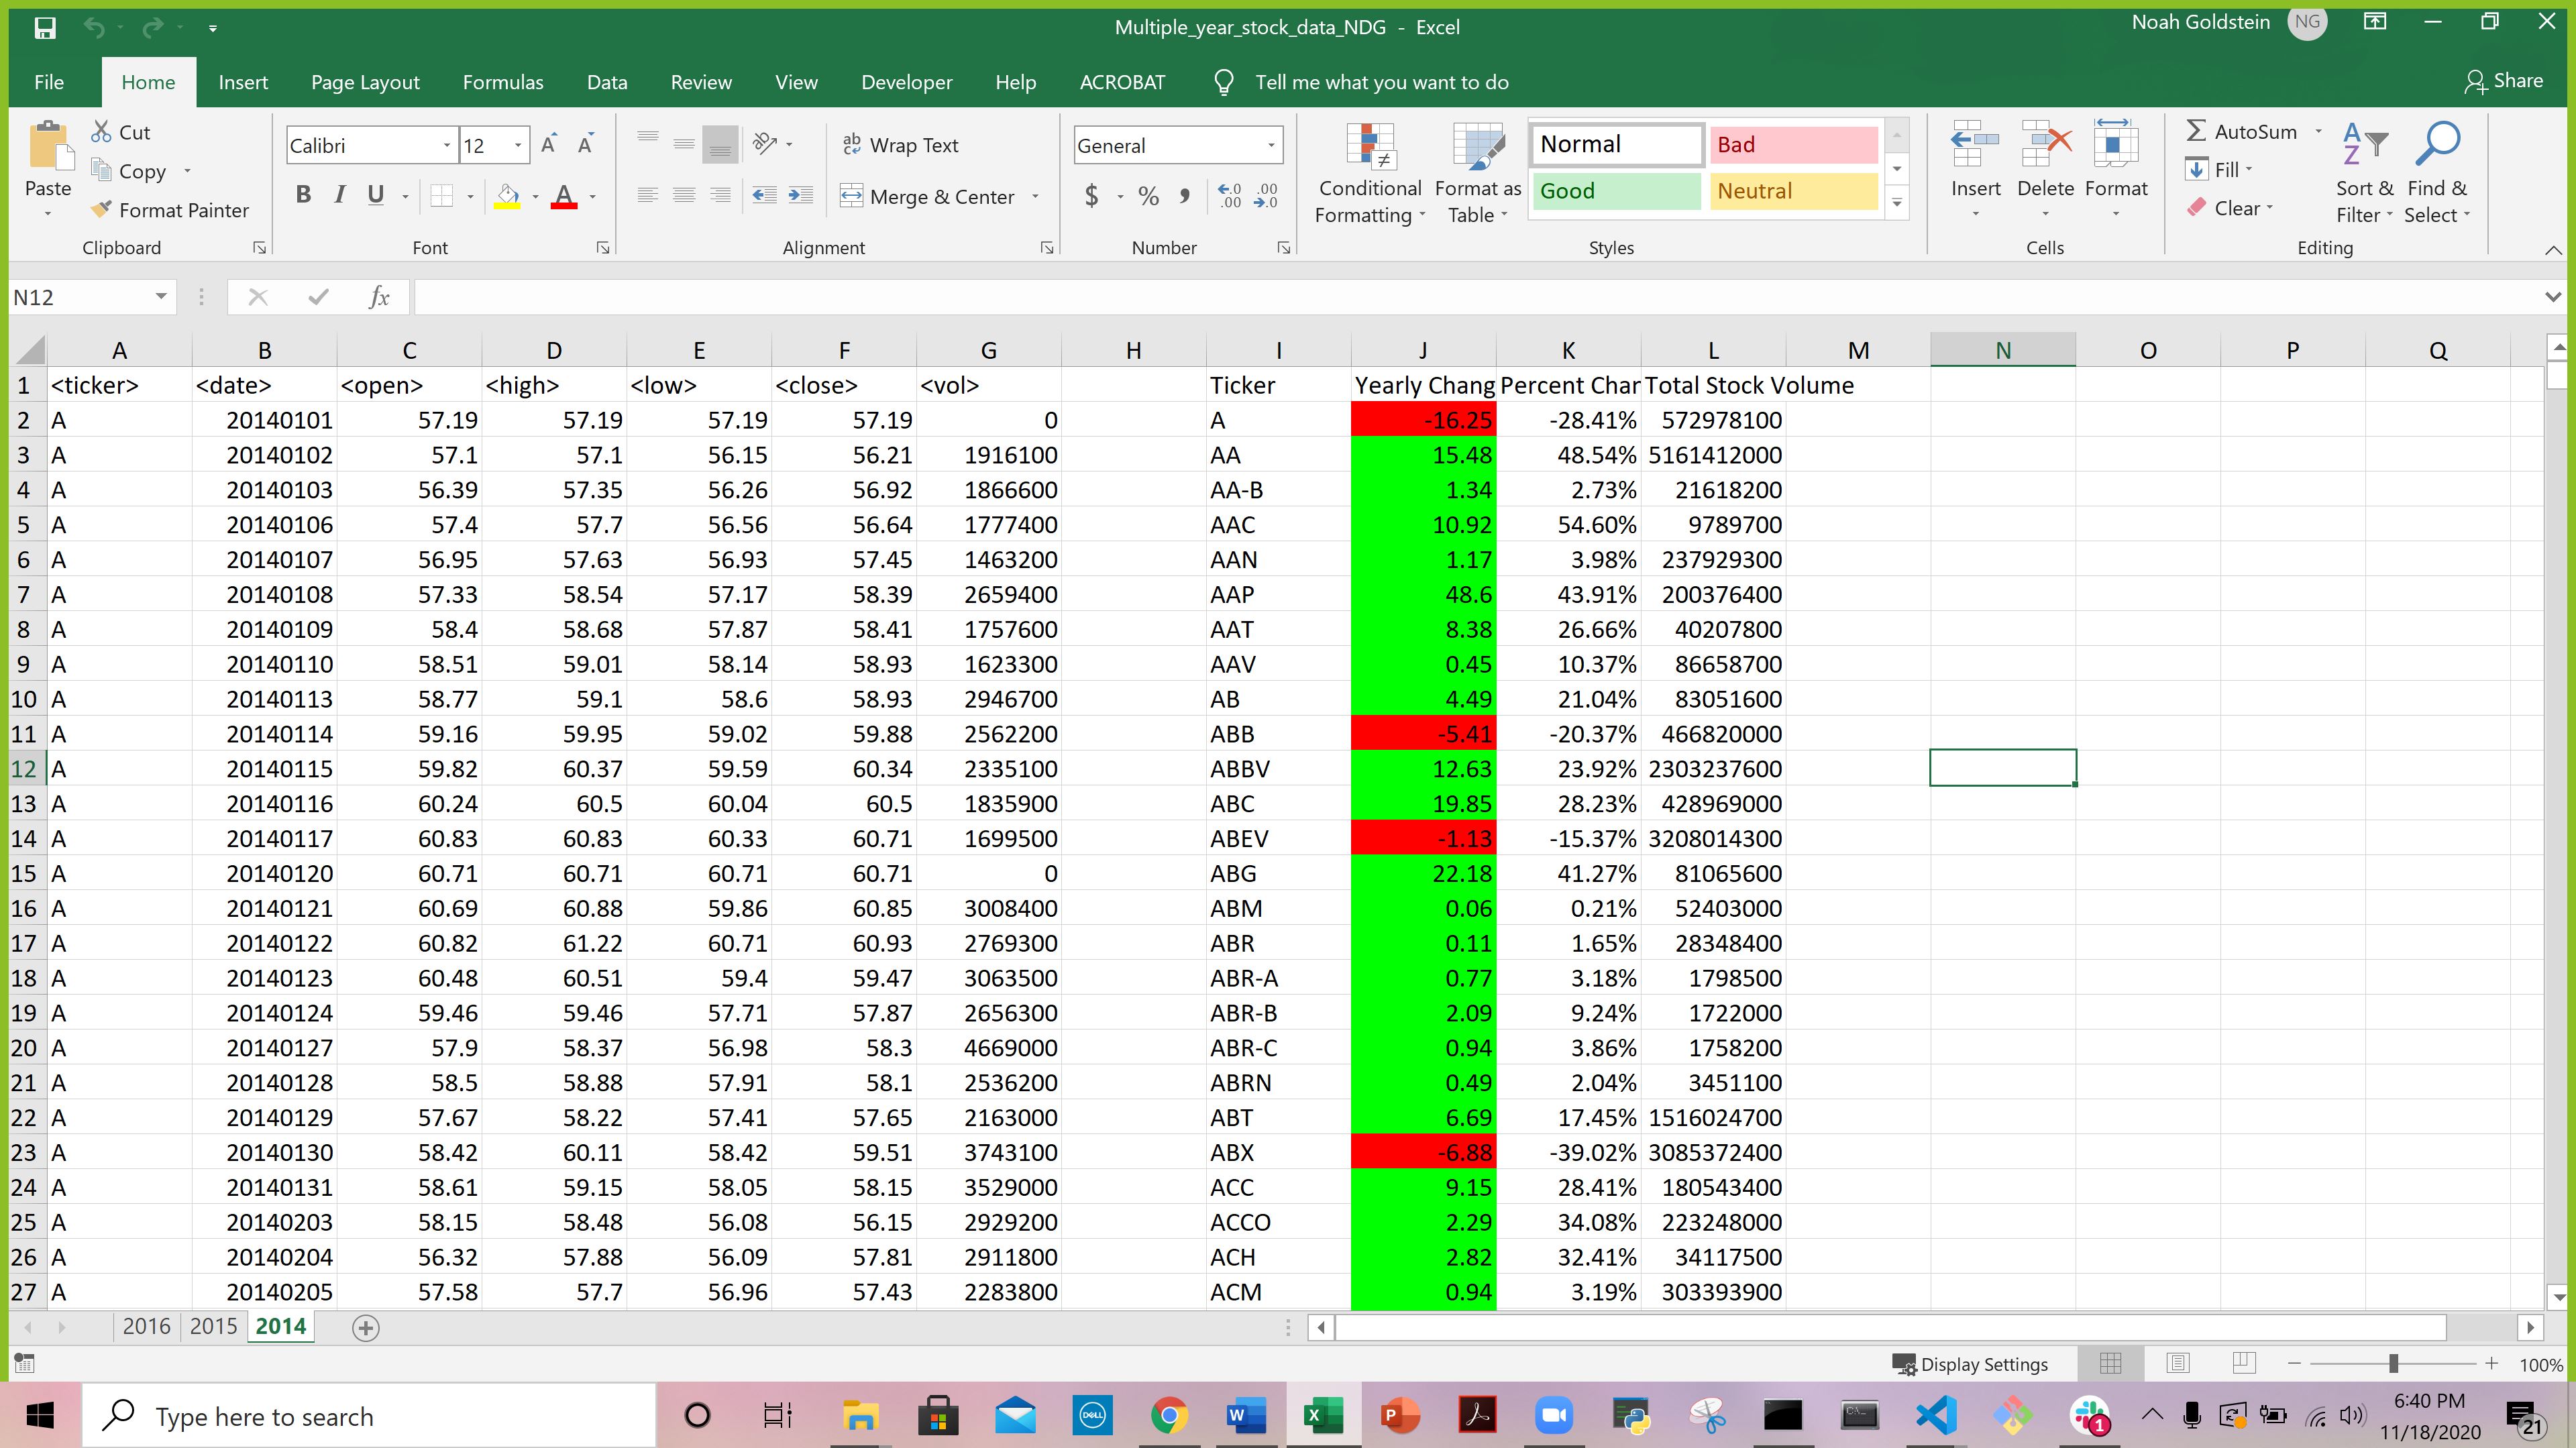 Multiple_year_stock_data_NDG - Excel
Noah Goldstein NG
File Home Insert Page Layout Formulas Data Review View Developer Help ACROBAT Tell me what you want to do Share
Paste Cut Copy Format Painter Clipboard
Calibri 12 B I U A A A Font
ab Wrap Text Merge & Center Alignment
General $ % , .00 .0 Number
Conditional Formatting Format as Table Normal Bad Good Neutral Styles
Insert Delete Format Cells
AutoSum Fill Clear Sort & Filter Find & Select Editing
N12 fx
A B C D E F G H I J K L M N O P Q
1 <ticker> <date> <open> <high> <low> <close> <vol> Ticker Yearly Chang Percent Char Total Stock Volume
2 A 20140101 57.19 57.19 57.19 57.19 0 A -16.25 -28.41% 572978100
3 A 20140102 57.1 57.1 56.15 56.21 1916100 AA 15.48 48.54% 5161412000
4 A 20140103 56.39 57.35 56.26 56.92 1866600 AA-B 1.34 2.73% 21618200
5 A 20140106 57.4 57.7 56.56 56.64 1777400 AAC 10.92 54.60% 9789700
6 A 20140107 56.95 57.63 56.93 57.45 1463200 AAN 1.17 3.98% 237929300
7 A 20140108 57.33 58.54 57.17 58.39 2659400 AAP 48.6 43.91% 200376400
8 A 20140109 58.4 58.68 57.87 58.41 1757600 AAT 8.38 26.66% 40207800
9 A 20140110 58.51 59.01 58.14 58.93 1623300 AAV 0.45 10.37% 86658700
10 A 20140113 58.77 59.1 58.6 58.93 2946700 AB 4.49 21.04% 83051600
11 A 20140114 59.16 59.95 59.02 59.88 2562200 ABB -5.41 -20.37% 466820000
12 A 20140115 59.82 60.37 59.59 60.34 2335100 ABBV 12.63 23.92% 2303237600
13 A 20140116 60.24 60.5 60.04 60.5 1835900 ABC 19.85 28.23% 428969000
14 A 20140117 60.83 60.83 60.33 60.71 1699500 ABEV -1.13 -15.37% 3208014300
15 A 20140120 60.71 60.71 60.71 60.71 0 ABG 22.18 41.27% 81065600
16 A 20140121 60.69 60.88 59.86 60.85 3008400 ABM 0.06 0.21% 52403000
17 A 20140122 60.82 61.22 60.71 60.93 2769300 ABR 0.11 1.65% 28348400
18 A 20140123 60.48 60.51 59.4 59.47 3063500 ABR-A 0.77 3.18% 1798500
19 A 20140124 59.46 59.46 57.71 57.87 2656300 ABR-B 2.09 9.24% 1722000
20 A 20140127 57.9 58.37 56.98 58.3 4669000 ABR-C 0.94 3.86% 1758200
21 A 20140128 58.5 58.88 57.91 58.1 2536200 ABRN 0.49 2.04% 3451100
22 A 20140129 57.67 58.22 57.41 57.65 2163000 ABT 6.69 17.45% 1516024700
23 A 20140130 58.42 60.11 58.42 59.51 3743100 ABX -6.88 -39.02% 3085372400
24 A 20140131 58.61 59.15 58.05 58.15 3529000 ACC 9.15 28.41% 180543400
25 A 20140203 58.15 58.48 56.08 56.15 2929200 ACCO 2.29 34.08% 223248000
26 A 20140204 56.32 57.88 56.09 57.81 2911800 ACH 2.82 32.41% 34117500
27 A 20140205 57.58 57.7 56.96 57.43 2283800 ACM 0.94 3.19% 303393900
2016 2015 2014
Display Settings 100%
Type here to search
DELL
6:40 PM
11/18/2020
1
21